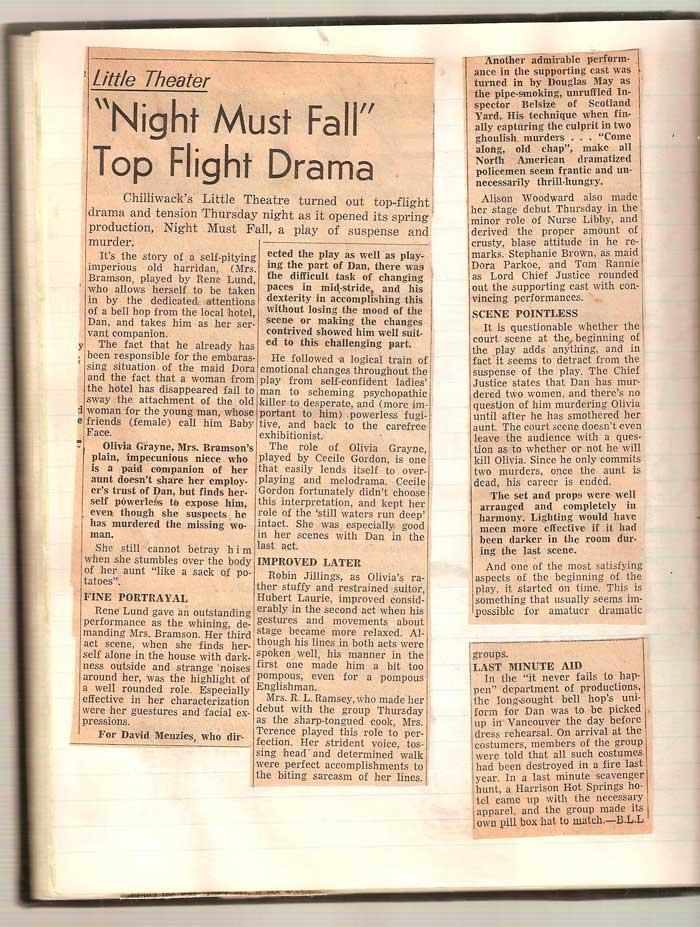 Little Theater
"Night Must Fall"
Top Flight Drama
Chilliwack's Little Theatre turned out top-flight
drama and tension Thursday night as it opened its spring
production, Night Must Fall, a play of suspense and
murder.
It's the story of a self-pitying
imperious old harridan, (Mrs.
Bramson, played by Rene Lund,
who allows herself to be taken
in by the dedicated attentions
of a bell hop from the local hotel,
Dan, and takes him as her ser-
vant companion.
The fact that he already has
been responsible for the embaras-
sing situation of the maid Dora
and the fact that a woman from
the hotel has disappeared fail to
sway the attachment of the old
woman for the young man, whose
friends (female) call him Baby
Face.
Olivia Grayne, Mrs. Bramson's
plain, impecunious niece who
is a paid companion of her
aunt doesn't share her employ-
er's trust of Dan, but finds her-
self powerless to expose him,
even though she suspects he
has murdered the missing wo-
man.
She still cannot betray him
when she stumbles over the body
of her aunt "like a sack of po-
tatoes".
FINE PORTRAYAL
Rene Lund gave an outstanding
performance as the whining, de-
manding Mrs. Bramson. Her third
act scene, when she finds her-
self alone in the house with dark-
ness outside and strange noises
around her, was the highlight of
a well rounded role. Especially
effective in her characterization
were her guestures and facial ex-
pressions.
For David Menzies, who dir-
ected the play as well as play-
ing the part of Dan, there was
the difficult task of changing
paces in mid-stride, and his
dexterity in accomplishing this
without losing the mood of the
scene or making the changes
contrived showed him well suit-
ed to this challenging part.
He followed a logical train of
emotional changes throughout the
play from self-confident ladies'
man to scheming psychopathic
killer to desperate, and (more im-
portant to him) powerless fugi-
tive, and back to the carefree
exhibitionist.
The role of Olivia Grayne,
played by Cecile Gordon, is one
that easily lends itself to over-
playing and melodrama. Cecile
Gordon fortunately didn't choose
this interpretation, and kept her
role of the 'still waters run deep'
intact. She was especially good
in her scenes with Dan in the
last act.
IMPROVED LATER
Robin Jillings, as Olivia's ra-
ther stuffy and restrained suitor,
Hubert Laurie, improved consid-
erably in the second act when his
gestures and movements about
stage became more relaxed. Al-
though his lines in both acts were
spoken well, his manner in the
first one made him a bit too
pompous, even for a pompous
Englishman.
Mrs. R. L. Ramsey, who made her
debut with the group Thursday
as the sharp-tongued cook, Mrs.
Terence played this role to per-
fection. Her strident voice, tos-
sing head and determined walk
were perfect accomplishments to
the biting sarcasm of her lines.
Another admirable perform-
ance in the supporting cast was
turned in by Douglas May as
the pipe-smoking, unruffled In-
spector Belsize of Scotland
Yard. His technique when fin-
ally capturing the culprit in two
ghoulish murders . . . "Come
along, old chap", make all
North American dramatized
policemen seem frantic and un-
necessarily thrill-hungry.
Alison Woodward also made
her stage debut Thursday in the
minor role of Nurse Libby, and
derived the proper amount of
crusty, blase attitude in he re-
marks. Stephanie Brown, as maid
Dora Parkoe, and Tom Rannie
as Lord Chief Justice rounded
out the supporting cast with con-
vincing performances.
SCENE POINTLESS
It is questionable whether the
court scene at the beginning of
the play adds anything, and in
fact it seems to detract from the
suspense of the play. The Chief
Justice states that Dan has mur-
dered two women, and there's no
question of him murdering Olivia
until after he has smothered her
aunt. The court scene doesn't even
leave the audience with a ques-
tion as to whether or not he will
kill Olivia. Since he only commits
two murders, once the aunt is
dead, his career is ended.
The set and props were well
arranged and completely in
harmony. Lighting would have
meen more effective if it had
been darker in the room dur-
ing the last scene.
And one of the most satisfying
aspects of the beginning of the
play, it started on time. This is
something that usually seems im-
possible for amatuer dramatic
groups.
LAST MINUTE AID
In the "it never fails to hap-
pen" department of productions,
the long-sought bell hop's uni-
form for Dan was to be picked
up in Vancouver the day before
dress rehearsal. On arrival at the
costumers, members of the group
were told that all such costumes
had been destroyed in a fire last
year. In a last minute scavenger
hunt, a Harrison Hot Springs ho-
tel came up with the necessary
apparel, and the group made its
own pill box hat to match.—B.L.L